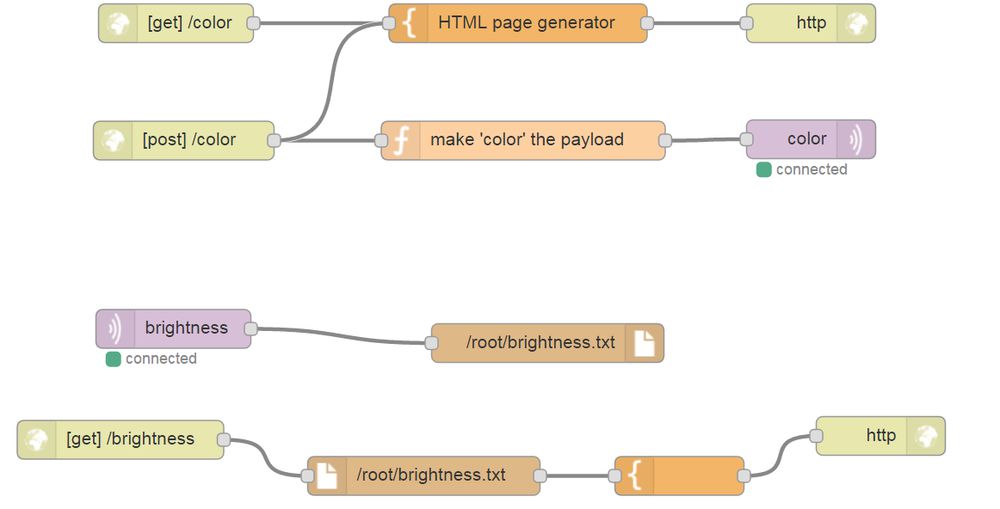 [get] /color
HTML page generator
http
[post] /color
make 'color' the payload
color
connected
brightness
connected
/root/brightness.txt
[get] /brightness
http
/root/brightness.txt